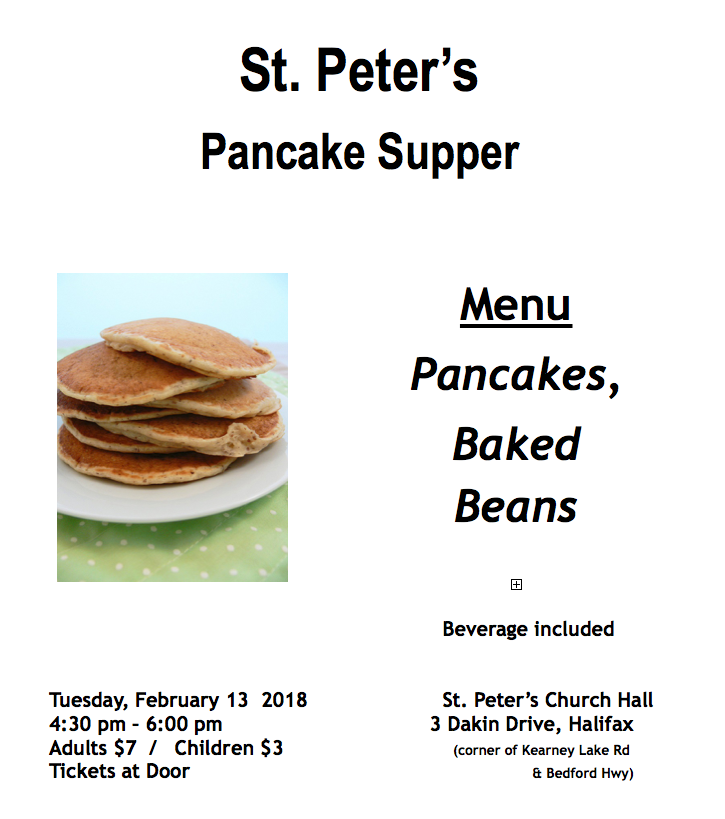 St. Peter’s
Pancake Supper
Menu
Pancakes,
Baked
Beans
Beverage included
Tuesday, February 13  2018
4:30 pm – 6:00 pm
Adults $7  /   Children $3
Tickets at Door
St. Peter’s Church Hall
3 Dakin Drive, Halifax
(corner of Kearney Lake Rd
& Bedford Hwy)